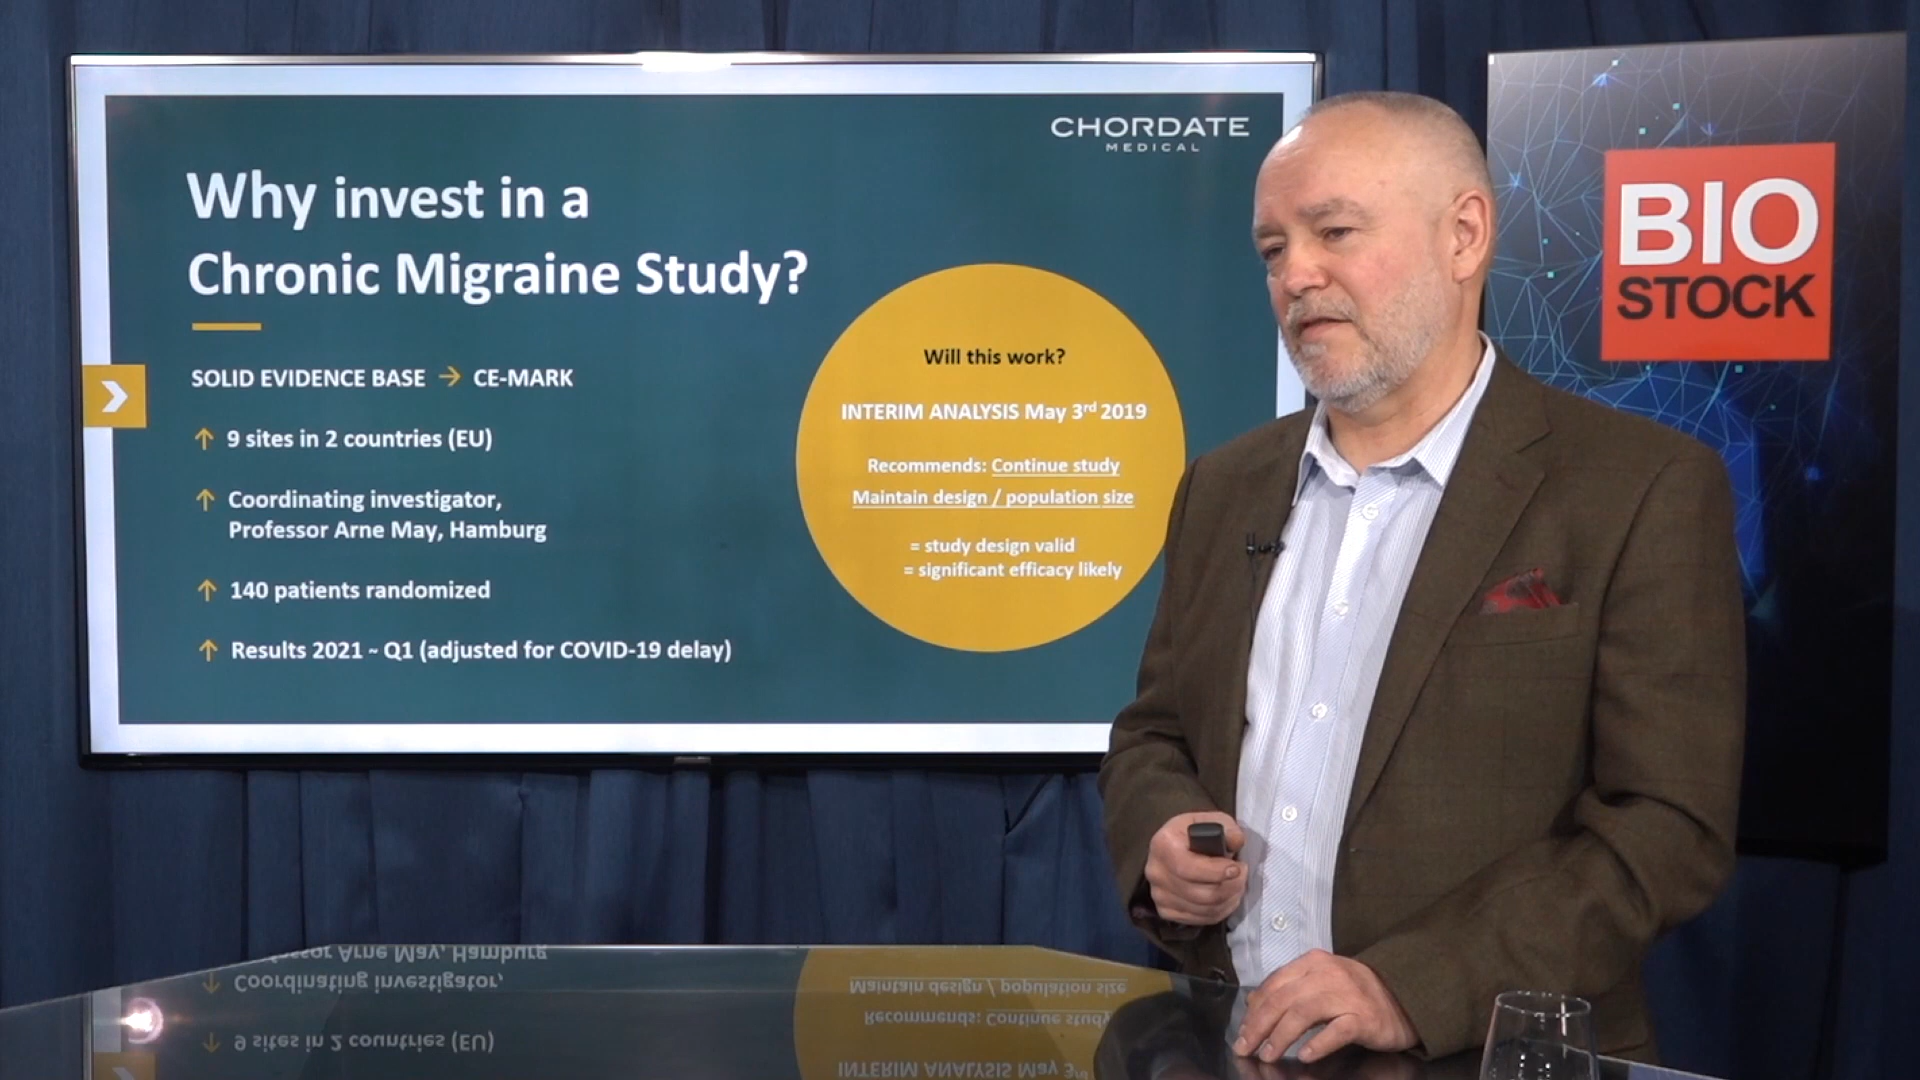 CHORDATE
MEDICAL
Why invest in a
Chronic Migraine Study?
SOLID EVIDENCE BASE → CE-MARK
↑ 9 sites in 2 countries (EU)
↑ Coordinating investigator,
Professor Arne May, Hamburg
↑ 140 patients randomized
↑ Results 2021 ~ Q1 (adjusted for COVID-19 delay)
Will this work?
INTERIM ANALYSIS May 3rd 2019
Recommends: Continue study
Maintain design / population size
= study design valid
= significant efficacy likely
BIO
STOCK